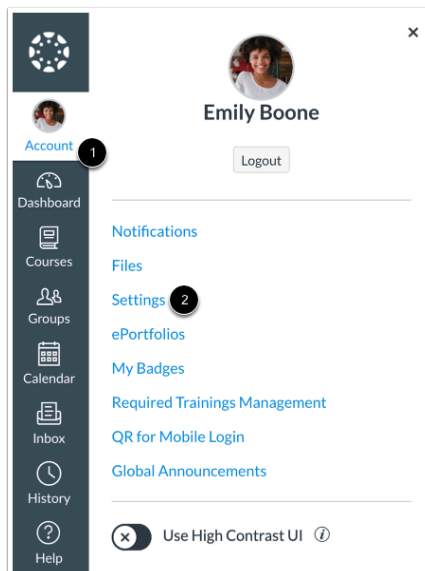 Account
1
Dashboard
Courses
Groups
Calendar
Inbox
History
Help
Emily Boone
Logout
Notifications
Files
Settings 2
ePortfolios
My Badges
Required Trainings Management
QR for Mobile Login
Global Announcements
Use High Contrast UI i